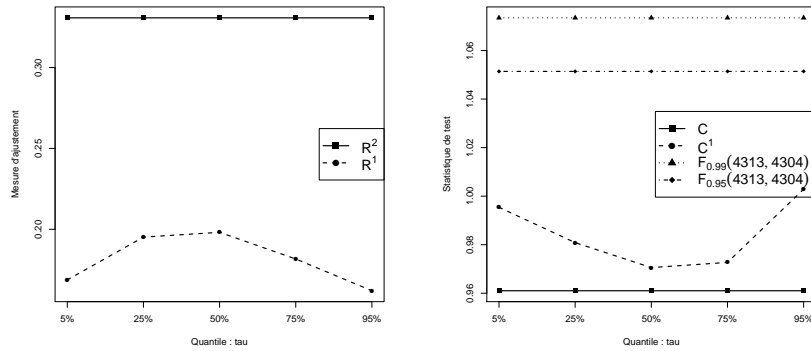 0.30
0.25
0.20
Mesure d'ajustement
R²
R¹
5%
25%
50%
75%
95%
Quantile : tau
1.06
1.04
1.02
1.00
0.98
0.96
Statistique de test
C
C¹
F₀.₉₉(4313, 4304)
F₀.₉₅(4313, 4304)
5%
25%
50%
75%
95%
Quantile : tau